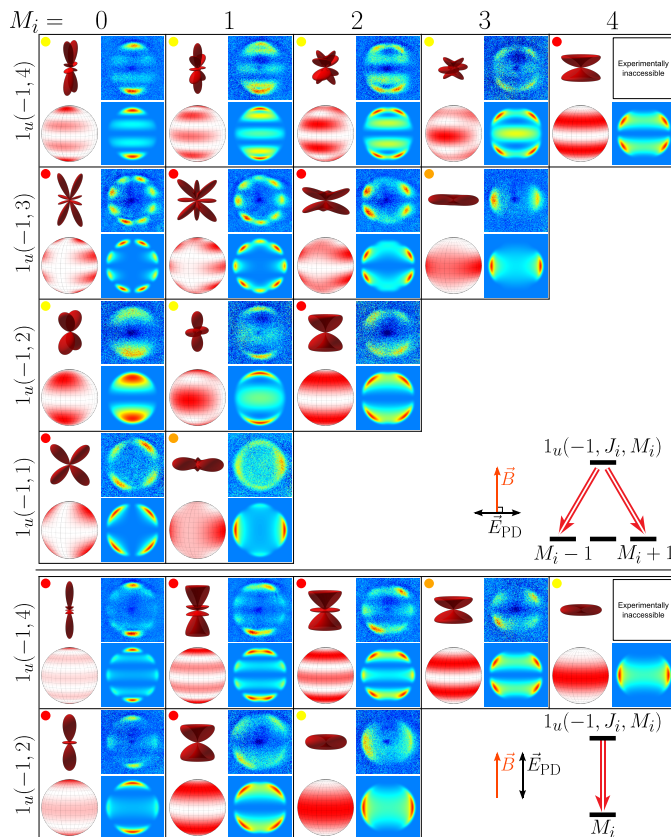 M_i = 0 1 2 3 4
1_u(−1, 4)
Experimentally
inaccessible
1_u(−1, 3)
1_u(−1, 2)
1_u(−1, 1)
1_u(−1, J_i, M_i)
B⃗
E⃗_PD
M_i − 1 M_i + 1
1_u(−1, 4)
Experimentally
inaccessible
1_u(−1, 2)
1_u(−1, J_i, M_i)
B⃗ E⃗_PD
M_i